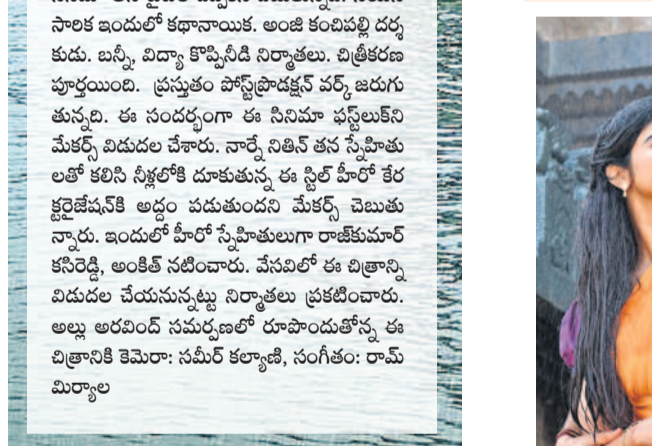 సారిక ఇందులో కథానాయిక. అంజి కంచిపల్లి దర్శ
కుడు. బన్నీ, విద్యా కొప్పినీడి నిర్మాతలు. చిత్రీకరణ
పూర్తయింది. ప్రస్తుతం పోస్ట్‌ప్రొడక్షన్ వర్క్ జరుగు
తున్నది. ఈ సందర్భంగా ఈ సినిమా ఫస్ట్‌లుక్‌ని
మేకర్స్ విడుదల చేశారు. నార్నే నితిన్ తన స్నేహితు
లతో కలిసి నీళ్లలోకి దూకుతున్న ఈ స్టిల్ హీరో కేర
క్టరైజేషన్‌కి అద్దం పడుతుందని మేకర్స్ చెబుతు
న్నారు. ఇందులో హీరో స్నేహితులుగా రాజ్‌కుమార్
కసిరెడ్డి, అంకిత్ నటించారు. వేసవిలో ఈ చిత్రాన్ని
విడుదల చేయనున్నట్టు నిర్మాతలు ప్రకటించారు.
అల్లు అరవింద్ సమర్పణలో రూపొందుతోన్న ఈ
చిత్రానికి కెమెరా: సమీర్ కల్యాణి, సంగీతం: రామ్
మిర్యాల